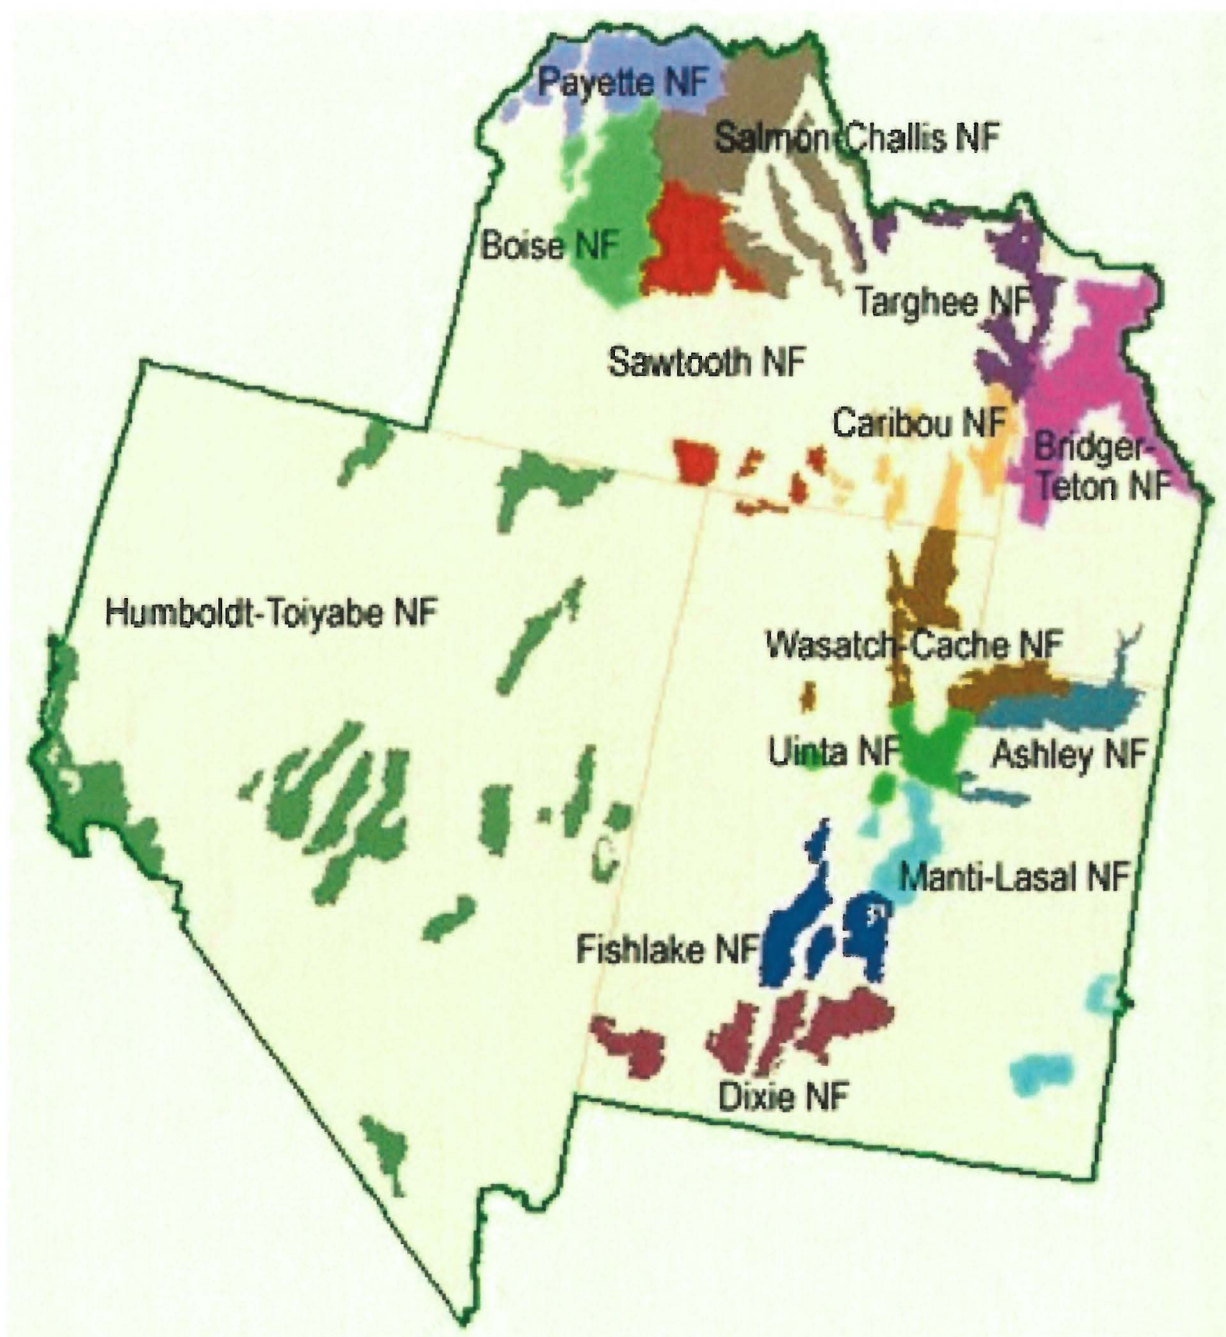 Payette NF
Salmon-Challis NF
Boise NF
Targhee NF
Sawtooth NF
Caribou NF
Bridger-
Teton NF
Humboldt-Toiyabe NF
Wasatch-Cache NF
Uinta NF
Ashley NF
Manti-Lasal NF
Fishlake NF
Dixie NF